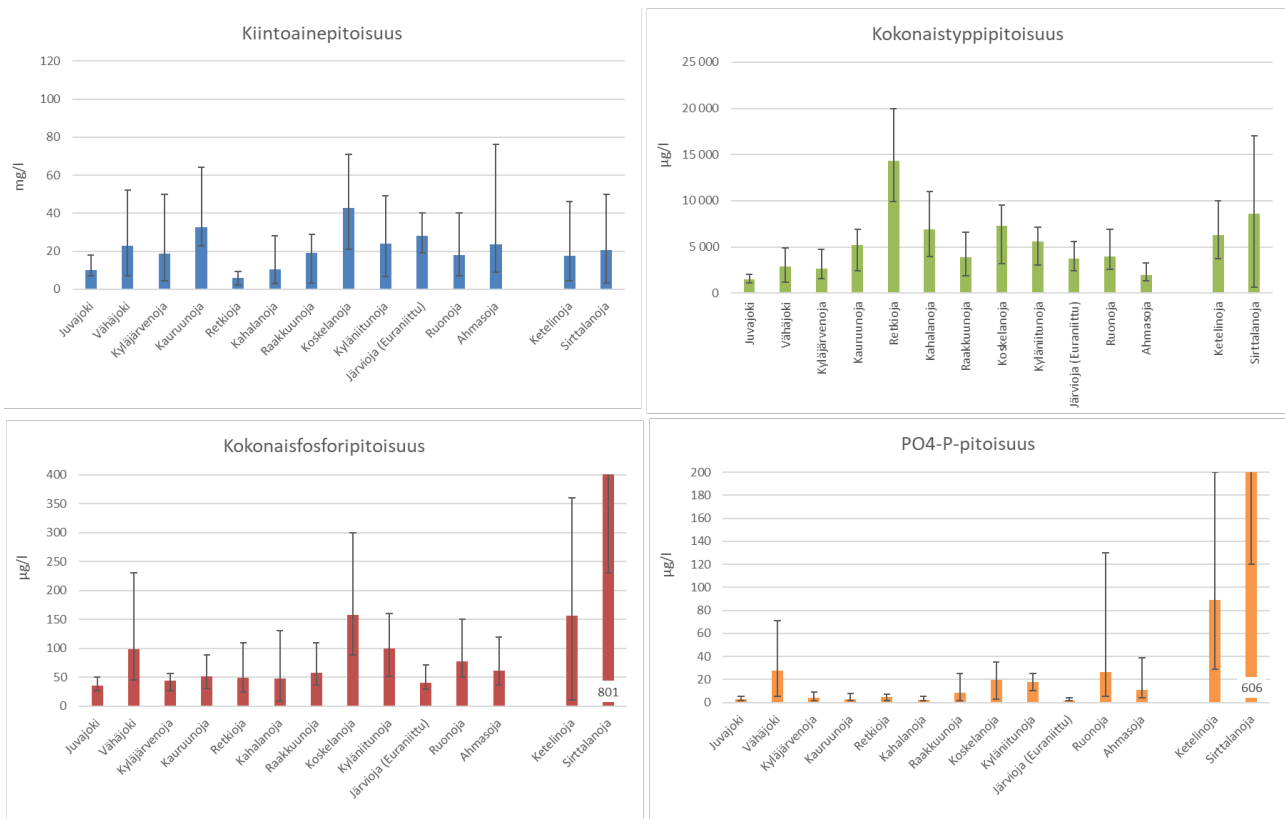 Kiintoainepitoisuus
120
100
80
60
40
20
0
mg/l
Juvajoki
Vähäjoki
Kyläjärvenoja
Kauruunoja
Retkioja
Kahalanoja
Raakkuunoja
Koskelanoja
Kyläniitunoja
Järvioja (Euraniittu)
Ruonoja
Ahmasoja
Ketelinoja
Sirttalanoja
Kokonaistyppipitoisuus
25 000
20 000
15 000
10 000
5 000
0
µg/l
Juvajoki
Vähäjoki
Kyläjärvenoja
Kauruunoja
Retkioja
Kahalanoja
Raakkuunoja
Koskelanoja
Kyläniitunoja
Järvioja (Euraniittu)
Ruonoja
Ahmasoja
Ketelinoja
Sirttalanoja
Kokonaisfosforipitoisuus
400
350
300
250
200
150
100
50
0
µg/l
801
Juvajoki
Vähäjoki
Kyläjärvenoja
Kauruunoja
Retkioja
Kahalanoja
Raakkuunoja
Koskelanoja
Kyläniitunoja
Järvioja (Euraniittu)
Ruonoja
Ahmasoja
Ketelinoja
Sirttalanoja
PO4-P-pitoisuus
200
180
160
140
120
100
80
60
40
20
0
µg/l
606
Juvajoki
Vähäjoki
Kyläjärvenoja
Kauruunoja
Retkioja
Kahalanoja
Raakkuunoja
Koskelanoja
Kyläniitunoja
Järvioja (Euraniittu)
Ruonoja
Ahmasoja
Ketelinoja
Sirttalanoja